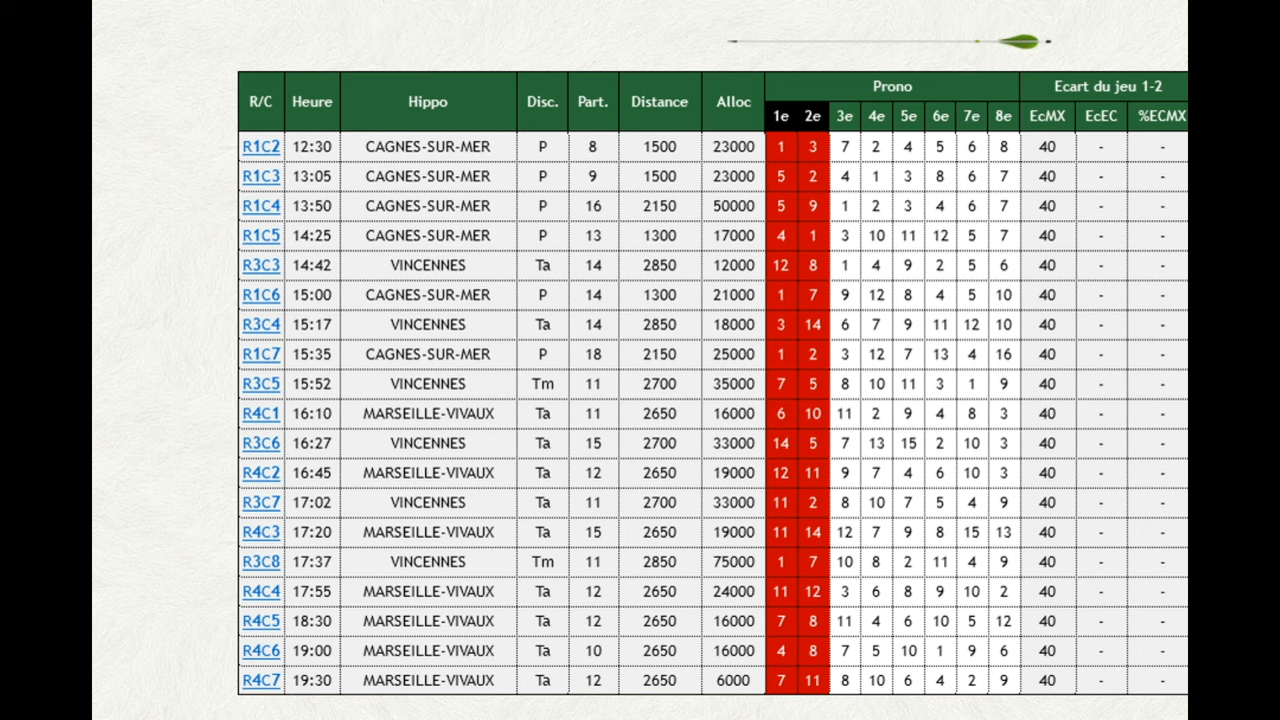 R/C Heure Hippo Disc. Part. Distance Alloc Prono Ecart du jeu 1-2
1e 2e 3e 4e 5e 6e 7e 8e EcMX EcEC %ECMX
R1C2 12:30 CAGNES-SUR-MER P 8 1500 23000 1 3 7 2 4 5 6 8 40 - -
R1C3 13:05 CAGNES-SUR-MER P 9 1500 23000 5 2 4 1 3 8 6 7 40 - -
R1C4 13:50 CAGNES-SUR-MER P 16 2150 50000 5 9 1 2 3 4 6 7 40 - -
R1C5 14:25 CAGNES-SUR-MER P 13 1300 17000 4 1 3 10 11 12 5 7 40 - -
R3C3 14:42 VINCENNES Ta 14 2850 12000 12 8 1 4 9 2 5 6 40 - -
R1C6 15:00 CAGNES-SUR-MER P 14 1300 21000 1 7 9 12 8 4 5 10 40 - -
R3C4 15:17 VINCENNES Ta 14 2850 18000 3 14 6 7 9 11 12 10 40 - -
R1C7 15:35 CAGNES-SUR-MER P 18 2150 25000 1 2 3 12 7 13 4 16 40 - -
R3C5 15:52 VINCENNES Tm 11 2700 35000 7 5 8 10 11 3 1 9 40 - -
R4C1 16:10 MARSEILLE-VIVAUX Ta 11 2650 16000 6 10 11 2 9 4 8 3 40 - -
R3C6 16:27 VINCENNES Ta 15 2700 33000 14 5 7 13 15 2 10 3 40 - -
R4C2 16:45 MARSEILLE-VIVAUX Ta 12 2650 19000 12 11 9 7 4 6 10 3 40 - -
R3C7 17:02 VINCENNES Ta 11 2700 33000 11 2 8 10 7 5 4 9 40 - -
R4C3 17:20 MARSEILLE-VIVAUX Ta 15 2650 19000 11 14 12 7 9 8 15 13 40 - -
R3C8 17:37 VINCENNES Tm 11 2850 75000 1 7 10 8 2 11 4 9 40 - -
R4C4 17:55 MARSEILLE-VIVAUX Ta 12 2650 24000 11 12 3 6 8 9 10 2 40 - -
R4C5 18:30 MARSEILLE-VIVAUX Ta 12 2650 16000 7 8 11 4 6 10 5 12 40 - -
R4C6 19:00 MARSEILLE-VIVAUX Ta 10 2650 16000 4 8 7 5 10 1 9 6 40 - -
R4C7 19:30 MARSEILLE-VIVAUX Ta 12 2650 6000 7 11 8 10 6 4 2 9 40 - -